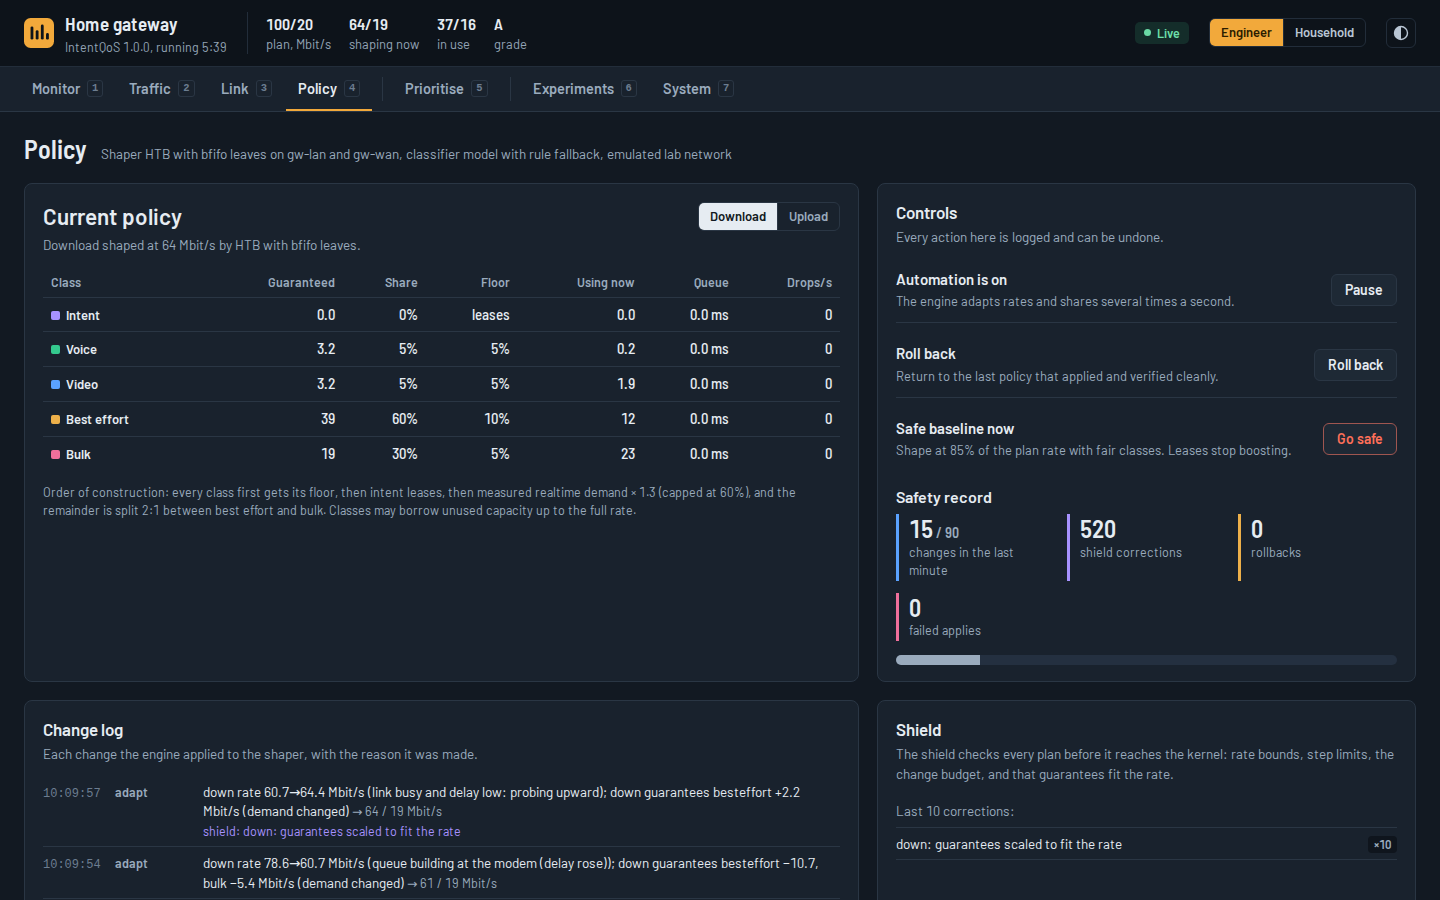 Home gateway
IntentQoS 1.0.0, running 5:39
100/20
plan, Mbit/s
64/19
shaping now
37/16
in use
A
grade
Live
Engineer
Household
Monitor 1
Traffic 2
Link 3
Policy 4
Prioritise 5
Experiments 6
System 7
Policy
Shaper HTB with bfifo leaves on gw-lan and gw-wan, classifier model with rule fallback, emulated lab network
Current policy
Download
Upload
Download shaped at 64 Mbit/s by HTB with bfifo leaves.
Class Guaranteed Share Floor Using now Queue Drops/s
Intent 0.0 0% leases 0.0 0.0 ms 0
Voice 3.2 5% 5% 0.2 0.0 ms 0
Video 3.2 5% 5% 1.9 0.0 ms 0
Best effort 39 60% 10% 12 0.0 ms 0
Bulk 19 30% 5% 23 0.0 ms 0
Order of construction: every class first gets its floor, then intent leases, then measured realtime demand × 1.3 (capped at 60%), and the
remainder is split 2:1 between best effort and bulk. Classes may borrow unused capacity up to the full rate.
Controls
Every action here is logged and can be undone.
Automation is on
The engine adapts rates and shares several times a second.
Pause
Roll back
Return to the last policy that applied and verified cleanly.
Roll back
Safe baseline now
Shape at 85% of the plan rate with fair classes. Leases stop boosting.
Go safe
Safety record
15 / 90
changes in the last
minute
520
shield corrections
0
rollbacks
0
failed applies
Change log
Each change the engine applied to the shaper, with the reason it was made.
10:09:57 adapt down rate 60.7→64.4 Mbit/s (link busy and delay low: probing upward); down guarantees besteffort +2.2
Mbit/s (demand changed) → 64 / 19 Mbit/s
shield: down: guarantees scaled to fit the rate
10:09:54 adapt down rate 78.6→60.7 Mbit/s (queue building at the modem (delay rose)); down guarantees besteffort −10.7,
bulk −5.4 Mbit/s (demand changed) → 61 / 19 Mbit/s
Shield
The shield checks every plan before it reaches the kernel: rate bounds, step limits, the
change budget, and that guarantees fit the rate.
Last 10 corrections:
down: guarantees scaled to fit the rate ×10